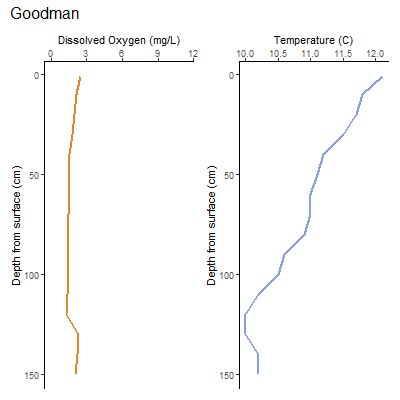 Goodman
Dissolved Oxygen (mg/L)
0 3 6 9 12
Depth from surface (cm)
0
50
100
150
Temperature (C)
10.0 10.5 11.0 11.5 12.0
Depth from surface (cm)
0
50
100
150